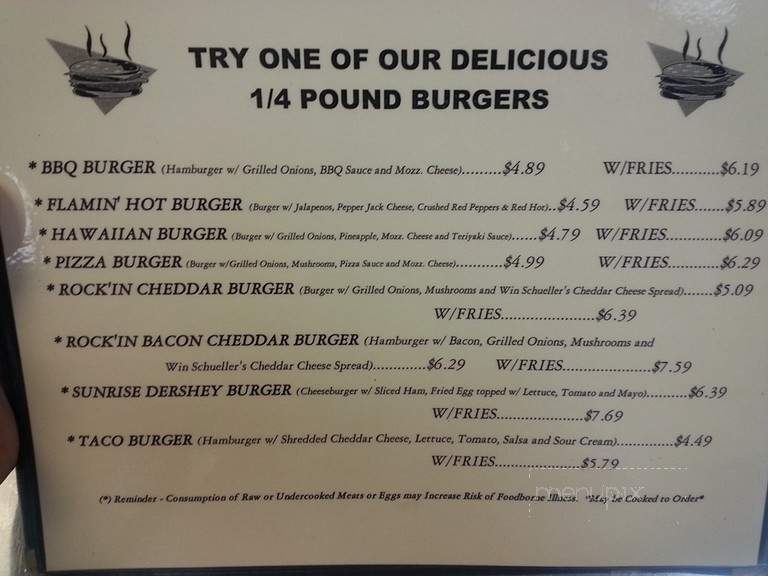 TRY ONE OF OUR DELICIOUS
1/4 POUND BURGERS
* BBQ BURGER (Hamburger w/ Grilled Onions, BBQ Sauce and Mozz. Cheese).........$4.89 W/FRIES...........$6.19
* FLAMIN' HOT BURGER (Burger w/ Jalapenos, Pepper Jack Cheese, Crushed Red Peppers & Red Hot)..$4.59 W/FRIES.......$5.89
* HAWAIIAN BURGER (Burger w/ Grilled Onions, Pineapple, Mozz. Cheese and Teriyaki Sauce)......$4.79 W/FRIES............$6.09
* PIZZA BURGER (Burger w/Grilled Onions, Mushrooms, Pizza Sauce and Mozz. Cheese)...........$4.99 W/FRIES............$6.29
* ROCK'IN CHEDDAR BURGER (Burger w/ Grilled Onions, Mushrooms and Win Schueller's Cheddar Cheese Spread).......$5.09
W/FRIES.......................$6.39
* ROCK'IN BACON CHEDDAR BURGER (Hamburger w/ Bacon, Grilled Onions, Mushrooms and
Win Schueller's Cheddar Cheese Spread).............$6.29 W/FRIES.....................$7.59
* SUNRISE DERSHEY BURGER (Cheeseburger w/ Sliced Ham, Fried Egg topped w/ Lettuce, Tomato and Mayo)..........$6.39
W/FRIES.....................$7.69
* TACO BURGER (Hamburger w/ Shredded Cheddar Cheese, Lettuce, Tomato, Salsa and Sour Cream)..............$4.49
W/FRIES.....................$5.79
(*) Reminder - Consumption of Raw or Undercooked Meats or Eggs may Increase Risk of Foodborne Illness. *May be Cooked to Order*
menupix